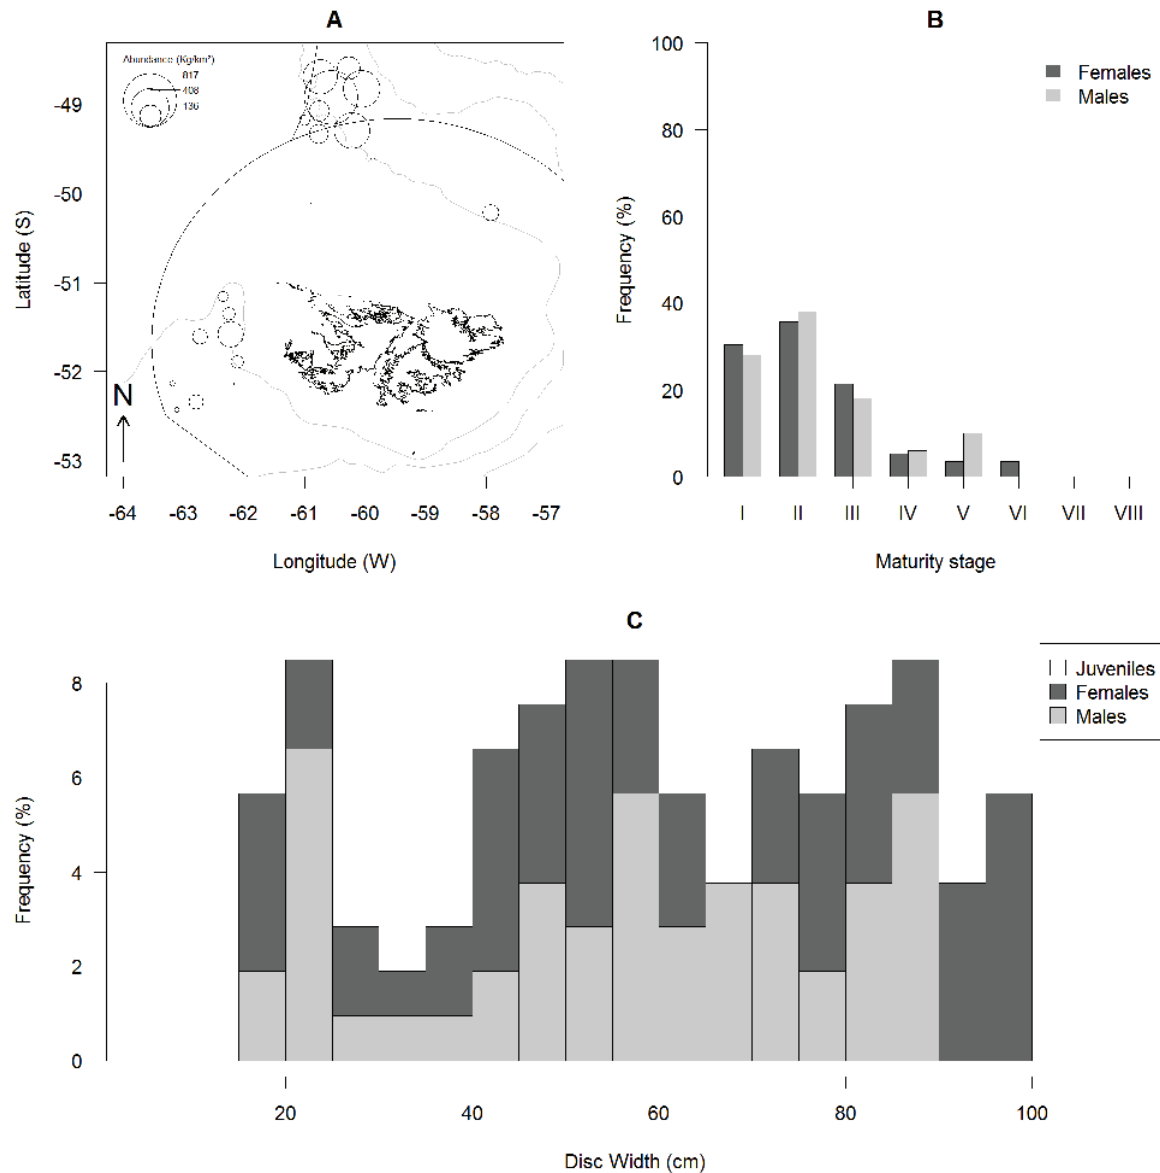 A
Abundance (Kg/km²)
817
408
136
-49
-50
-51
-52
-53
Latitude (S)
N
-64 -63 -62 -61 -60 -59 -58 -57
Longitude (W)
B
100
80
60
40
20
0
Frequency (%)
Females
Males
I II III IV V VI VII VIII
Maturity stage
C
8
6
4
2
0
Frequency (%)
Juveniles
Females
Males
20 40 60 80 100
Disc Width (cm)